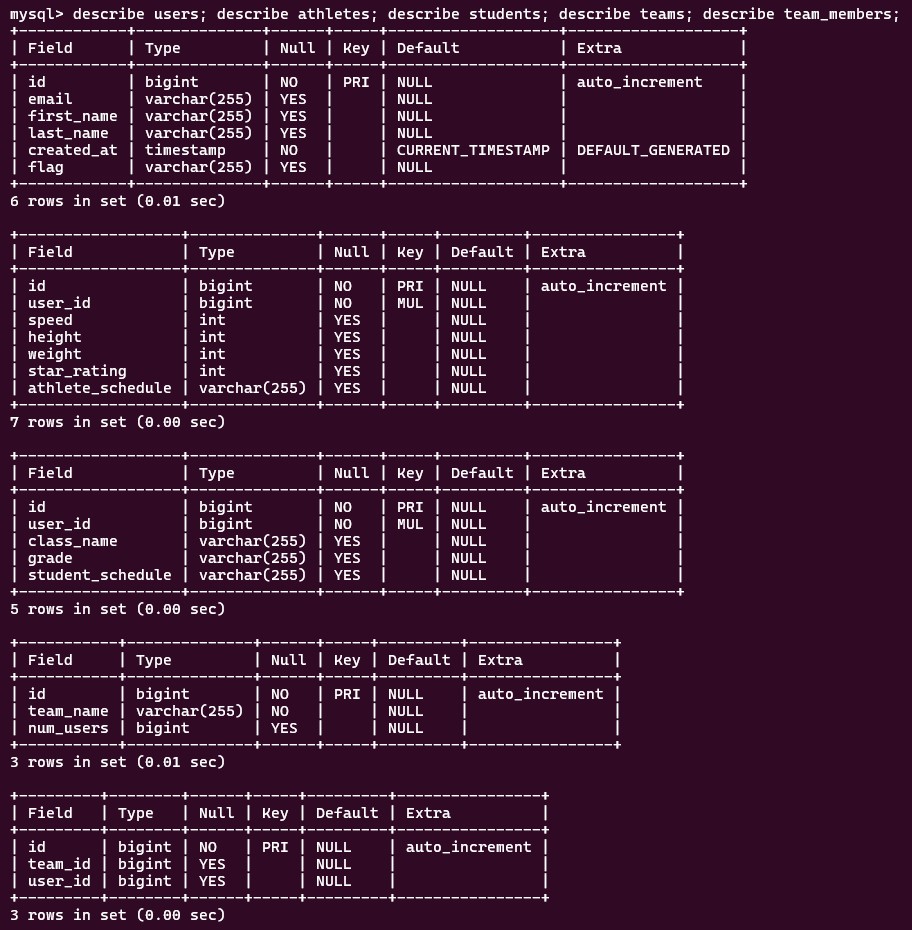 mysql> describe users; describe athletes; describe students; describe teams; describe team_members;
+------------+--------------+------+-----+-------------------+-------------------+
| Field      | Type         | Null | Key | Default           | Extra             |
+------------+--------------+------+-----+-------------------+-------------------+
| id         | bigint       | NO   | PRI | NULL              | auto_increment    |
| email      | varchar(255) | YES  |     | NULL              |                   |
| first_name | varchar(255) | YES  |     | NULL              |                   |
| last_name  | varchar(255) | YES  |     | NULL              |                   |
| created_at | timestamp    | NO   |     | CURRENT_TIMESTAMP | DEFAULT_GENERATED |
| flag       | varchar(255) | YES  |     | NULL              |                   |
+------------+--------------+------+-----+-------------------+-------------------+
6 rows in set (0.01 sec)

+------------------+--------------+------+-----+---------+----------------+
| Field            | Type         | Null | Key | Default | Extra          |
+------------------+--------------+------+-----+---------+----------------+
| id               | bigint       | NO   | PRI | NULL    | auto_increment |
| user_id          | bigint       | NO   | MUL | NULL    |                |
| speed            | int          | YES  |     | NULL    |                |
| height           | int          | YES  |     | NULL    |                |
| weight           | int          | YES  |     | NULL    |                |
| star_rating      | int          | YES  |     | NULL    |                |
| athlete_schedule | varchar(255) | YES  |     | NULL    |                |
+------------------+--------------+------+-----+---------+----------------+
7 rows in set (0.00 sec)

+------------------+--------------+------+-----+---------+----------------+
| Field            | Type         | Null | Key | Default | Extra          |
+------------------+--------------+------+-----+---------+----------------+
| id               | bigint       | NO   | PRI | NULL    | auto_increment |
| user_id          | bigint       | NO   | MUL | NULL    |                |
| class_name       | varchar(255) | YES  |     | NULL    |                |
| grade            | varchar(255) | YES  |     | NULL    |                |
| student_schedule | varchar(255) | YES  |     | NULL    |                |
+------------------+--------------+------+-----+---------+----------------+
5 rows in set (0.00 sec)

+-----------+--------------+------+-----+---------+----------------+
| Field     | Type         | Null | Key | Default | Extra          |
+-----------+--------------+------+-----+---------+----------------+
| id        | bigint       | NO   | PRI | NULL    | auto_increment |
| team_name | varchar(255) | NO   |     | NULL    |                |
| num_users | bigint       | YES  |     | NULL    |                |
+-----------+--------------+------+-----+---------+----------------+
3 rows in set (0.01 sec)

+---------+--------+------+-----+---------+----------------+
| Field   | Type   | Null | Key | Default | Extra          |
+---------+--------+------+-----+---------+----------------+
| id      | bigint | NO   | PRI | NULL    | auto_increment |
| team_id | bigint | YES  |     | NULL    |                |
| user_id | bigint | YES  |     | NULL    |                |
+---------+--------+------+-----+---------+----------------+
3 rows in set (0.00 sec)